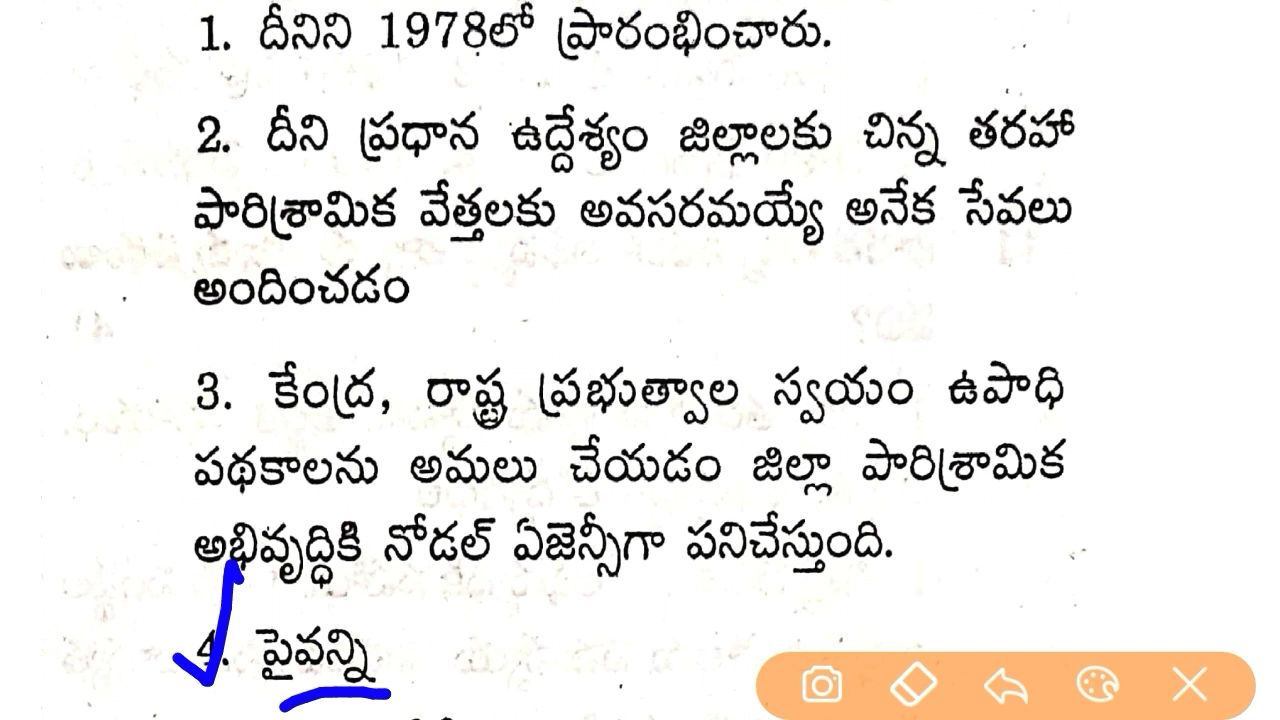 1. దీనిని 1978లో ప్రారంభించారు.
2. దీని ప్రధాన ఉద్దేశ్యం జిల్లాలకు చిన్న తరహా
పారిశ్రామిక వేత్తలకు అవసరమయ్యే అనేక సేవలు
అందించడం
3. కేంద్ర, రాష్ట్ర ప్రభుత్వాల స్వయం ఉపాధి
పథకాలను అమలు చేయడం జిల్లా పారిశ్రామిక
అభివృద్ధికి నోడల్ ఏజెన్సీగా పనిచేస్తుంది.
4. పైవన్ని